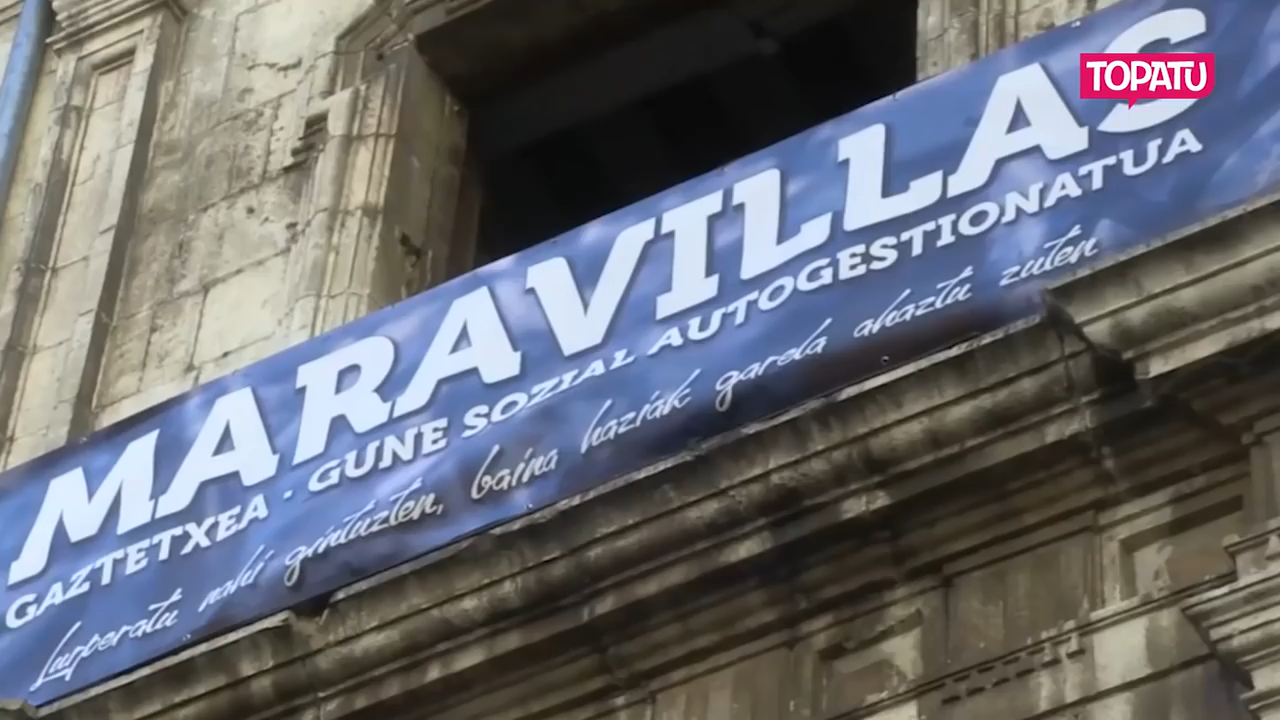 TOPATU
MARAVILLAS
GAZTETXEA · GUNE SOZIAL AUTOGESTIONATUA
Lurperatu nahi gintuzten, baina haziak garela ahaztu zuten